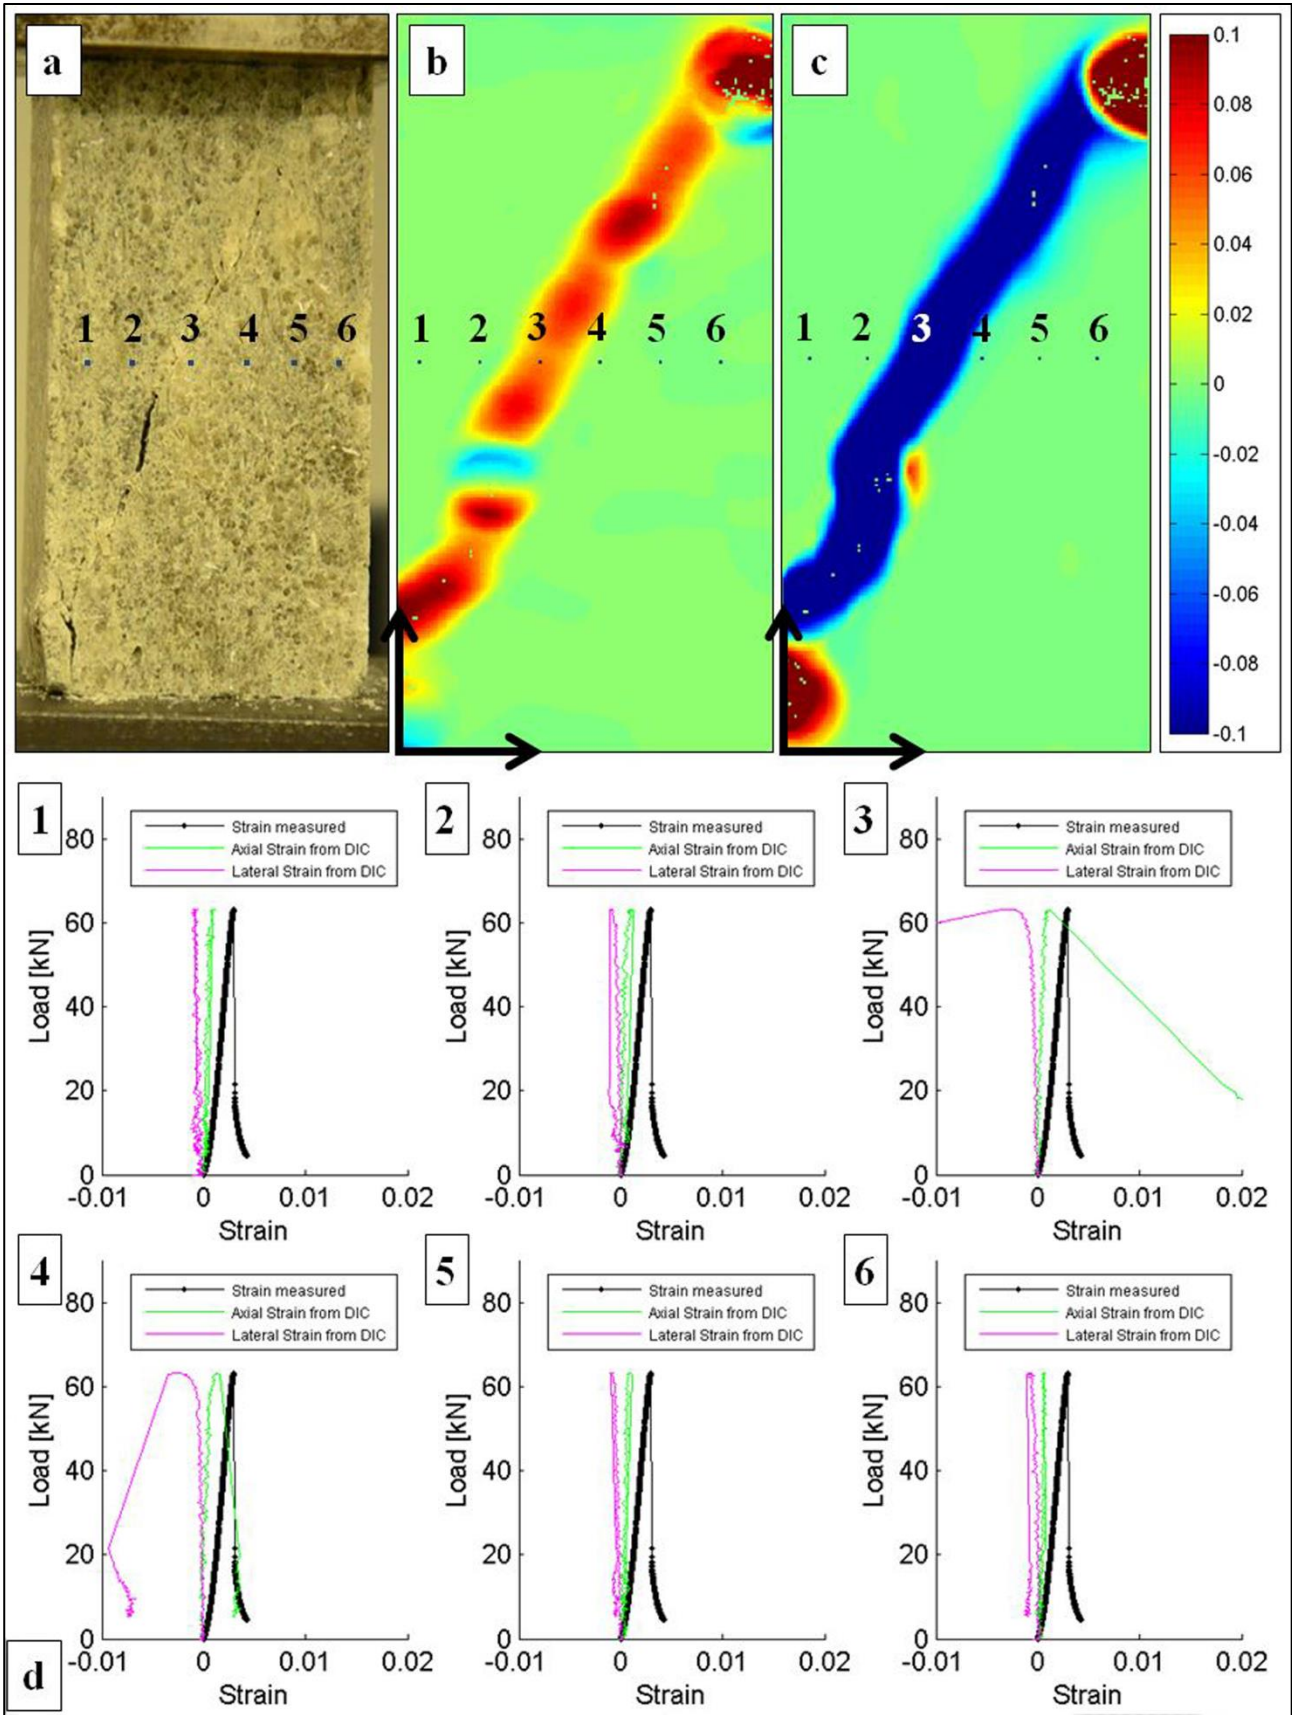 a
b
c
0.1
0.08
0.06
0.04
0.02
0
-0.02
-0.04
-0.06
-0.08
-0.1
1 2 3 4 5 6
1 2 3 4 5 6
1 2 3 4 5 6
1
Strain measured
Axial Strain from DIC
Lateral Strain from DIC
80
60
40
20
0
Load [kN]
-0.01 0 0.01 0.02
Strain
2
Strain measured
Axial Strain from DIC
Lateral Strain from DIC
80
60
40
20
0
Load [kN]
-0.01 0 0.01 0.02
Strain
3
Strain measured
Axial Strain from DIC
Lateral Strain from DIC
80
60
40
20
0
Load [kN]
-0.01 0 0.01 0.02
Strain
4
Strain measured
Axial Strain from DIC
Lateral Strain from DIC
80
60
40
20
0
Load [kN]
-0.01 0 0.01 0.02
Strain
5
Strain measured
Axial Strain from DIC
Lateral Strain from DIC
80
60
40
20
0
Load [kN]
-0.01 0 0.01 0.02
Strain
6
Strain measured
Axial Strain from DIC
Lateral Strain from DIC
80
60
40
20
0
Load [kN]
-0.01 0 0.01 0.02
Strain
d